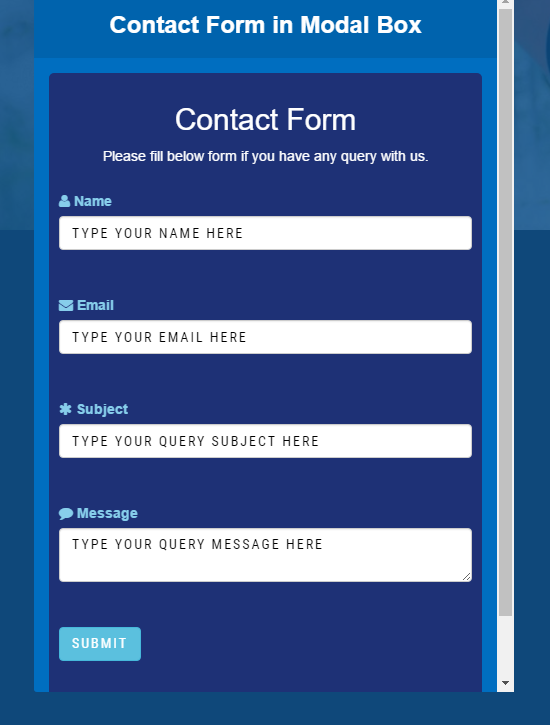 Contact Form in Modal Box
Contact Form
Please fill below form if you have any query with us.
Name
TYPE YOUR NAME HERE
Email
TYPE YOUR EMAIL HERE
Subject
TYPE YOUR QUERY SUBJECT HERE
Message
TYPE YOUR QUERY MESSAGE HERE
SUBMIT